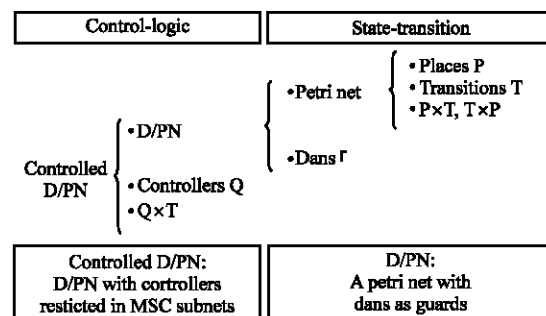 Control-logic
State-transition
• Places P
• Petri net
• Transitions T
• P×T, T×P
• D/PN
• Dans Γ
Controlled
D/PN
• Controllers Q
• Q×T
Controlled D/PN:
D/PN with cortrollers
resticted in MSC subnets
D/PN:
A petri net with
dans as guards